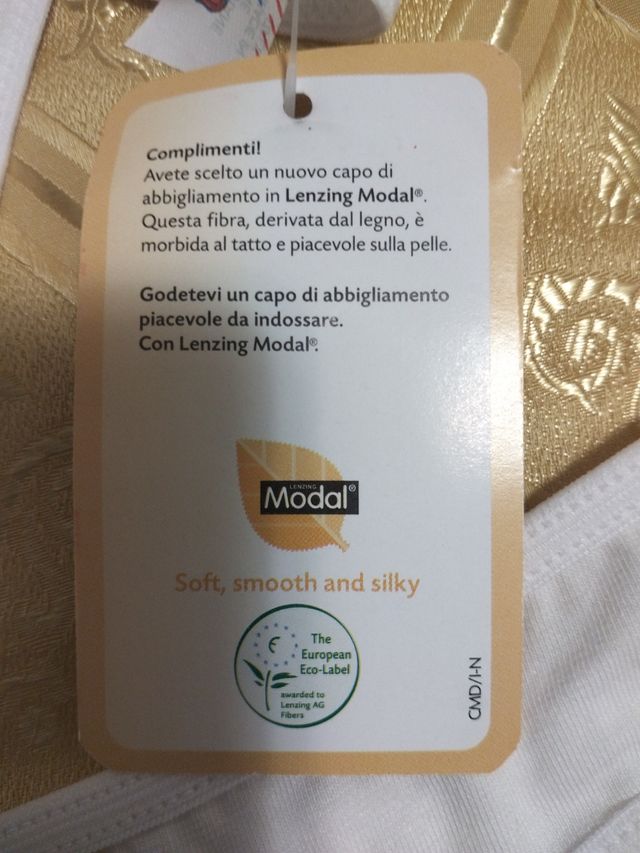 Complimenti!
Avete scelto un nuovo capo di
abbigliamento in Lenzing Modal®.
Questa fibra, derivata dal legno, è
morbida al tatto e piacevole sulla pelle.
Godetevi un capo di abbigliamento
piacevole da indossare.
Con Lenzing Modal®.
LENZING
Modal®
Soft, smooth and silky
The
European
Eco-Label
awarded to
Lenzing AG
Fibers
CMD/I-N